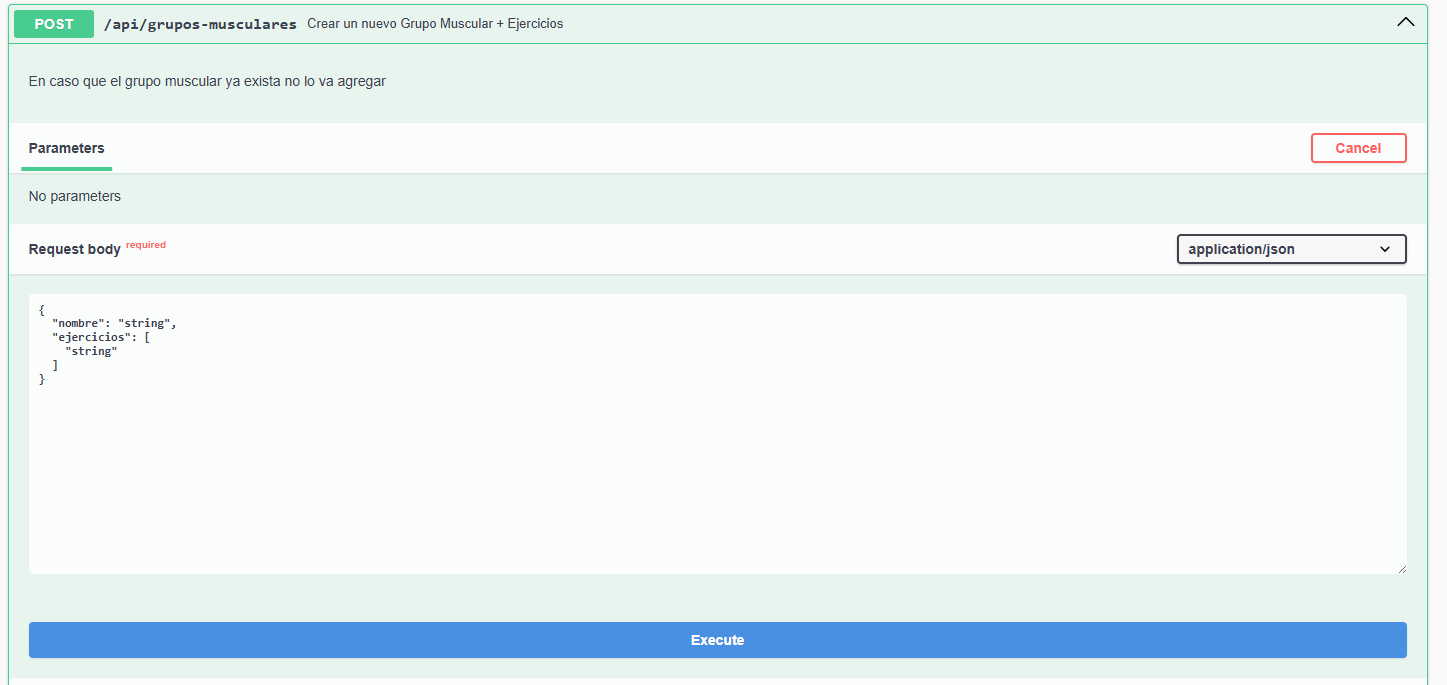 POST /api/grupos-musculares Crear un nuevo Grupo Muscular + Ejercicios
En caso que el grupo muscular ya exista no lo va agregar
Parameters Cancel
No parameters
Request body required application/json
{
  "nombre": "string",
  "ejercicios": [
    "string"
  ]
}
Execute